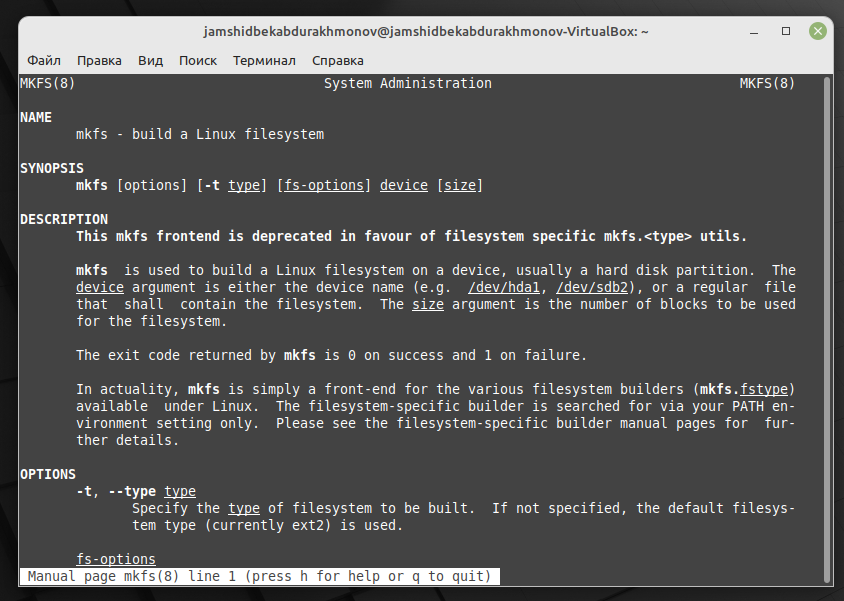 jamshidbekabdurakhmonov@jamshidbekabdurakhmonov-VirtualBox: ~
Файл Правка Вид Поиск Терминал Справка
MKFS(8) System Administration MKFS(8)
NAME
mkfs - build a Linux filesystem
SYNOPSIS
mkfs [options] [-t type] [fs-options] device [size]
DESCRIPTION
This mkfs frontend is deprecated in favour of filesystem specific mkfs.<type> utils.
mkfs is used to build a Linux filesystem on a device, usually a hard disk partition. The
device argument is either the device name (e.g. /dev/hda1, /dev/sdb2), or a regular file
that shall contain the filesystem. The size argument is the number of blocks to be used
for the filesystem.
The exit code returned by mkfs is 0 on success and 1 on failure.
In actuality, mkfs is simply a front-end for the various filesystem builders (mkfs.fstype)
available under Linux. The filesystem-specific builder is searched for via your PATH en-
vironment setting only. Please see the filesystem-specific builder manual pages for fur-
ther details.
OPTIONS
-t, --type type
Specify the type of filesystem to be built. If not specified, the default filesys-
tem type (currently ext2) is used.
fs-options
Manual page mkfs(8) line 1 (press h for help or q to quit)